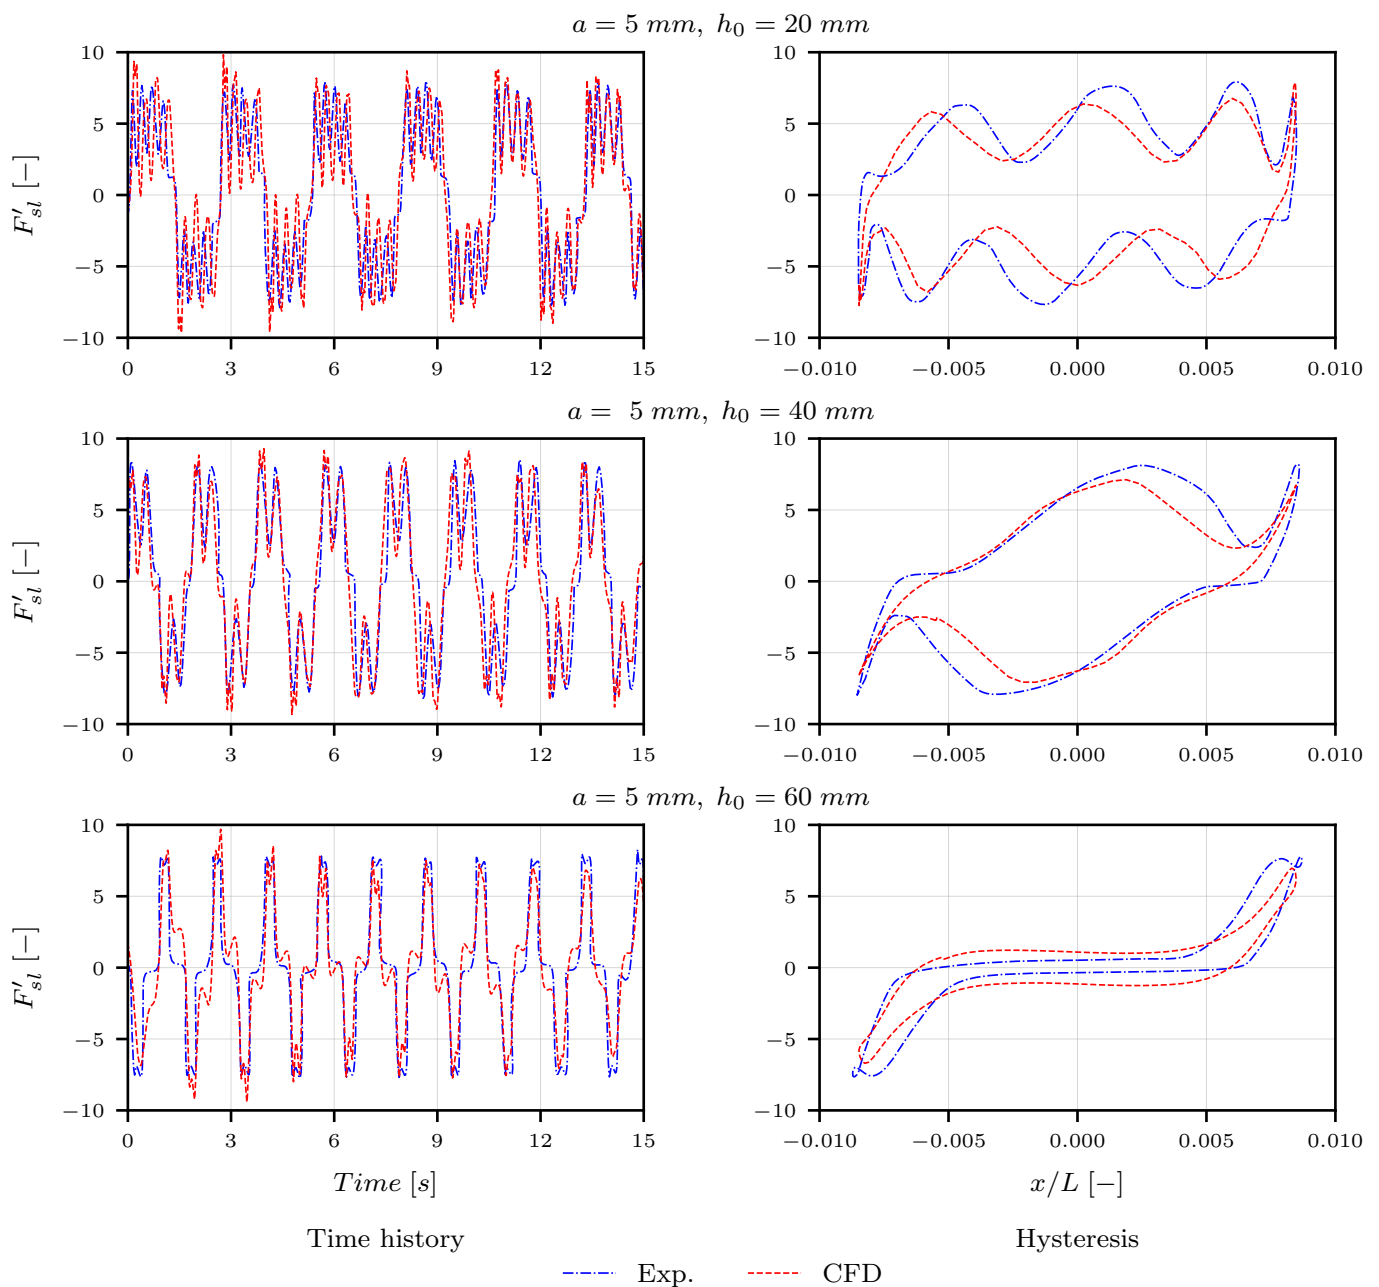 a = 5 mm, h₀ = 20 mm
10
5
0
−5
−10
F′sl [−]
0 3 6 9 12 15
10
5
0
−5
−10
−0.010 −0.005 0.000 0.005 0.010
a = 5 mm, h₀ = 40 mm
10
5
0
−5
−10
F′sl [−]
0 3 6 9 12 15
10
5
0
−5
−10
−0.010 −0.005 0.000 0.005 0.010
a = 5 mm, h₀ = 60 mm
10
5
0
−5
−10
F′sl [−]
0 3 6 9 12 15
Time [s]
10
5
0
−5
−10
−0.010 −0.005 0.000 0.005 0.010
x/L [−]
Time history
Hysteresis
Exp. CFD